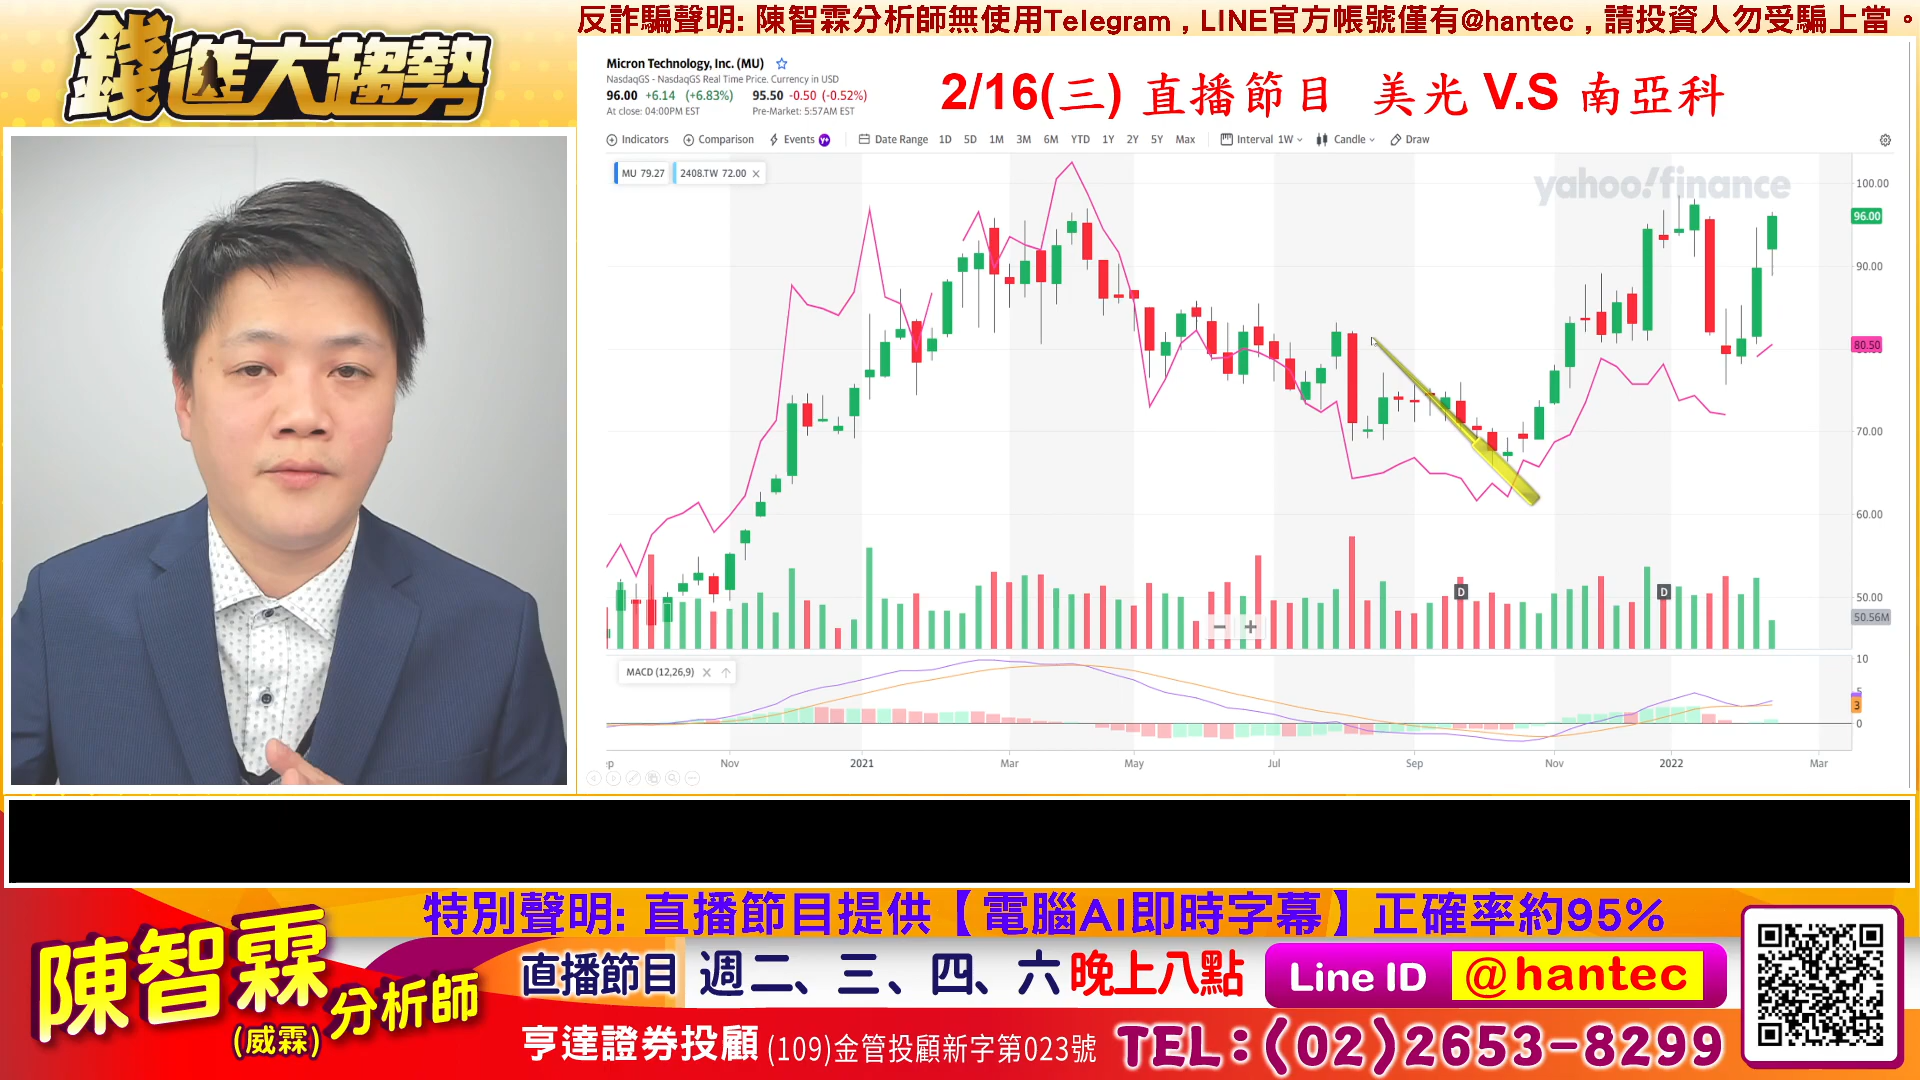 錢進大趨勢
反詐騙聲明: 陳智霖分析師無使用Telegram , LINE官方帳號僅有@hantec , 請投資人勿受騙上當。
Micron Technology, Inc. (MU)
NasdaqGS - NasdaqGS Real Time Price. Currency in USD
96.00 +6.14 (+6.83%) 95.50 -0.50 (-0.52%)
At close: 04:00PM EST Pre-Market: 5:57AM EST
2/16(三) 直播節目 美光 V.S 南亞科
Indicators Comparison Events Y+ Date Range 1D 5D 1M 3M 6M YTD 1Y 2Y 5Y Max Interval 1W Candle Draw
MU 79.27 2408.TW 72.00
yahoo!finance
100.00
96.00
90.00
80.50
70.00
60.00
D D
50.00
50.56M
MACD (12,26,9)
10
5
3
0
Nov 2021 Mar May Jul Sep Nov 2022 Mar
特別聲明: 直播節目提供【電腦AI即時字幕】正確率約95%
陳智霖分析師
(威霖)
直播節目 週二、三、四、六晚上八點
Line ID @hantec
亨達證券投顧 (109)金管投顧新字第023號 TEL:(02)2653-8299